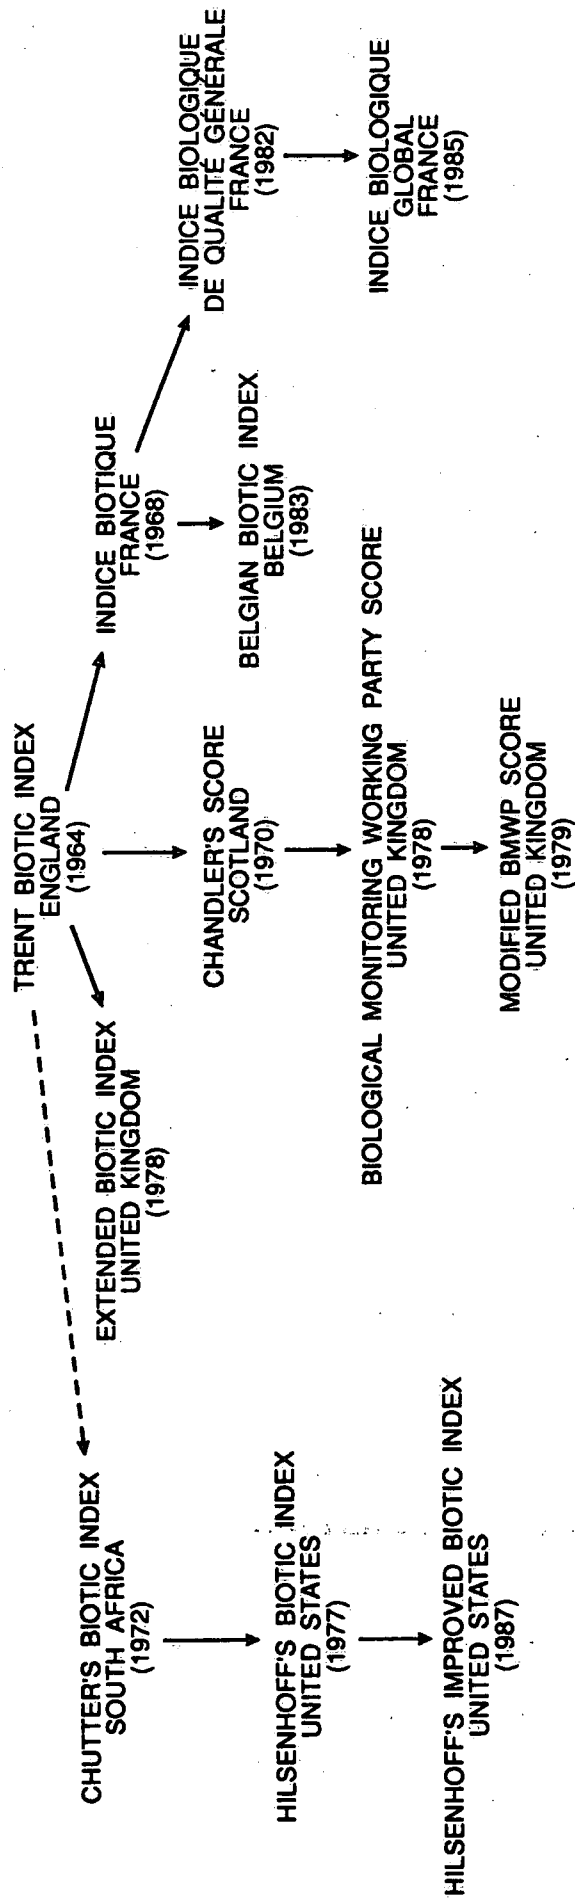 TRENT BIOTIC INDEX
ENGLAND
(1964)
CHUTTER'S BIOTIC INDEX
SOUTH AFRICA
(1972)
EXTENDED BIOTIC INDEX
UNITED KINGDOM
(1978)
INDICE BIOTIQUE
FRANCE
(1968)
INDICE BIOLOGIQUE
DE QUALITÉ GÉNÉRALE
FRANCE
(1982)
HILSENHOFF'S BIOTIC INDEX
UNITED STATES
(1977)
CHANDLER'S SCORE
SCOTLAND
(1970)
BELGIAN BIOTIC INDEX
BELGIUM
(1983)
INDICE BIOLOGIQUE
GLOBAL
FRANCE
(1985)
BIOLOGICAL MONITORING WORKING PARTY SCORE
UNITED KINGDOM
(1978)
HILSENHOFF'S IMPROVED BIOTIC INDEX
UNITED STATES
(1987)
MODIFIED BMWP SCORE
UNITED KINGDOM
(1979)